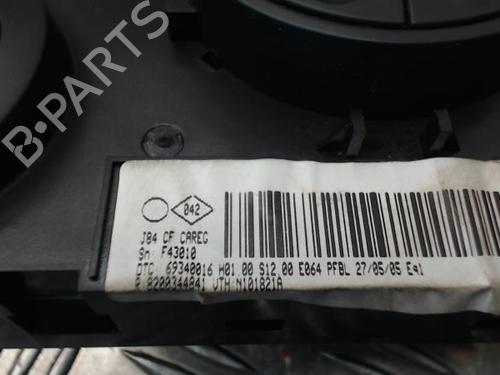 B-PARTS
042
J84 CF CAREG
Sn: F43010
DTC: 69340016 H01.00 S12.00 E064 PFBL 27/05/05 Eq1
P 8200344841 VTH N101821A